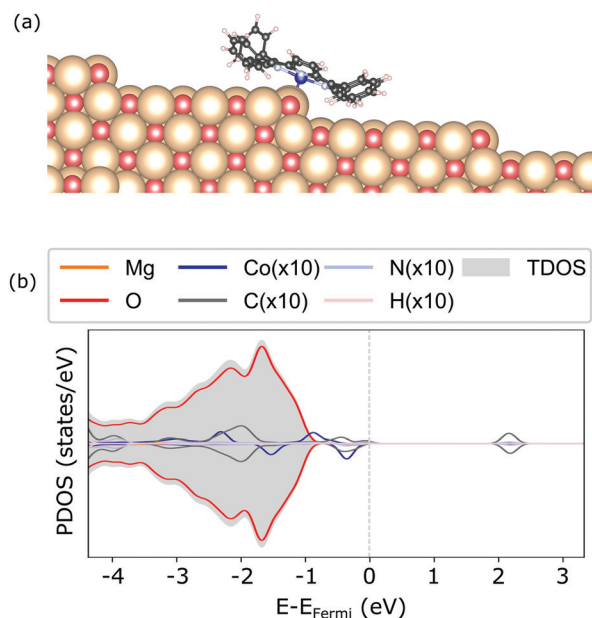 (a)
(b)
Mg Co(x10) N(x10) TDOS
O C(x10) H(x10)
PDOS (states/eV)
-4 -3 -2 -1 0 1 2 3
E-E_Fermi (eV)